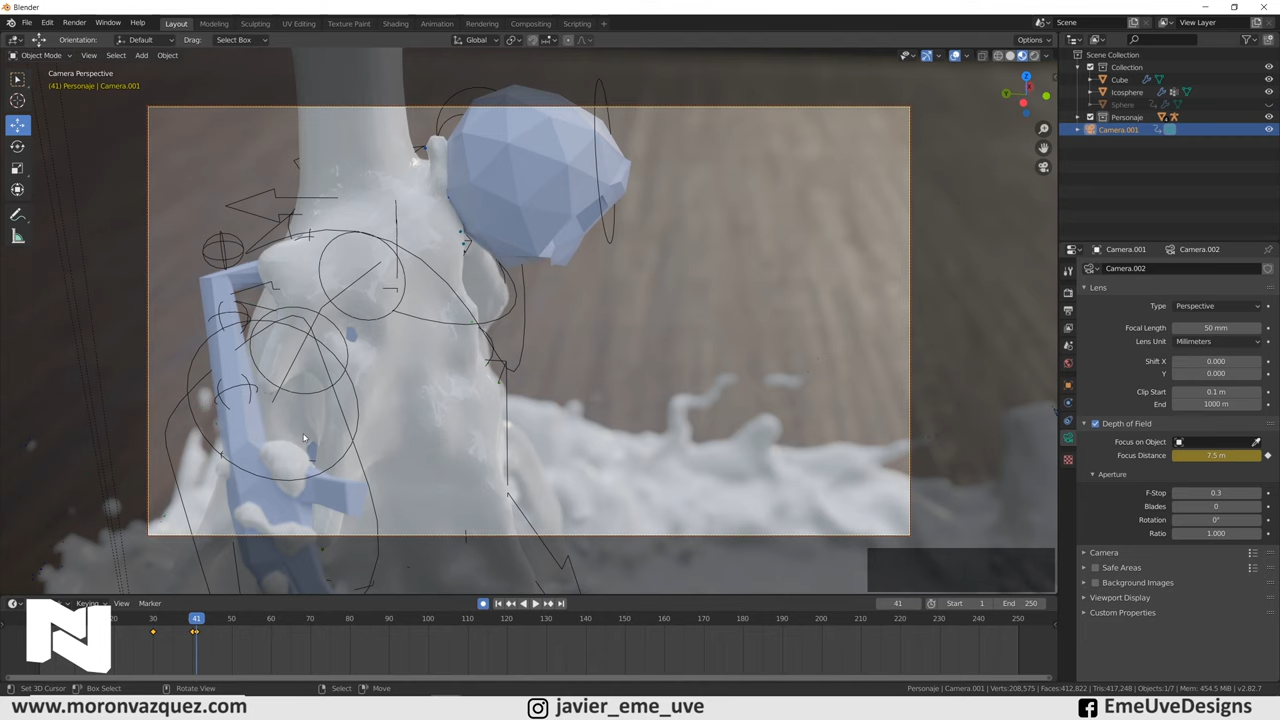 Blender
File Edit Render Window Help
Layout Modeling Sculpting UV Editing Texture Paint Shading Animation Rendering Compositing Scripting +
Scene View Layer
Orientation: Default Drag: Select Box Global Options
Object Mode View Select Add Object
Camera Perspective
(41) Personaje | Camera.001
Scene Collection
Collection
Cube
Icosphere
Sphere
Personaje
Camera.001
Camera.001 Camera.002
Camera.002
Lens
Type Perspective
Focal Length 50 mm
Lens Unit Millimeters
Shift X 0.000
Y 0.000
Clip Start 0.1 m
End 1000 m
Depth of Field
Focus on Object
Focus Distance 7.5 m
Aperture
F-Stop 0.3
Blades 0
Rotation 0°
Ratio 1.000
Camera
Safe Areas
Background Images
Viewport Display
Custom Properties
Keying View Marker 41 Start 1 End 250
20 30 41 50 60 70 80 90 100 110 120 130 140 150 160 170 180 190 200 210 220 230 240 250
N
Set 3D Cursor Box Select Rotate View Select Move Personaje | Camera.001 | Verts:208,575 | Faces:412,822 | Tris:417,248 | Objects:1/7 | Mem: 454.5 MiB | v2.82.7
www.moronvazquez.com javier_eme_uve EmeUveDesigns